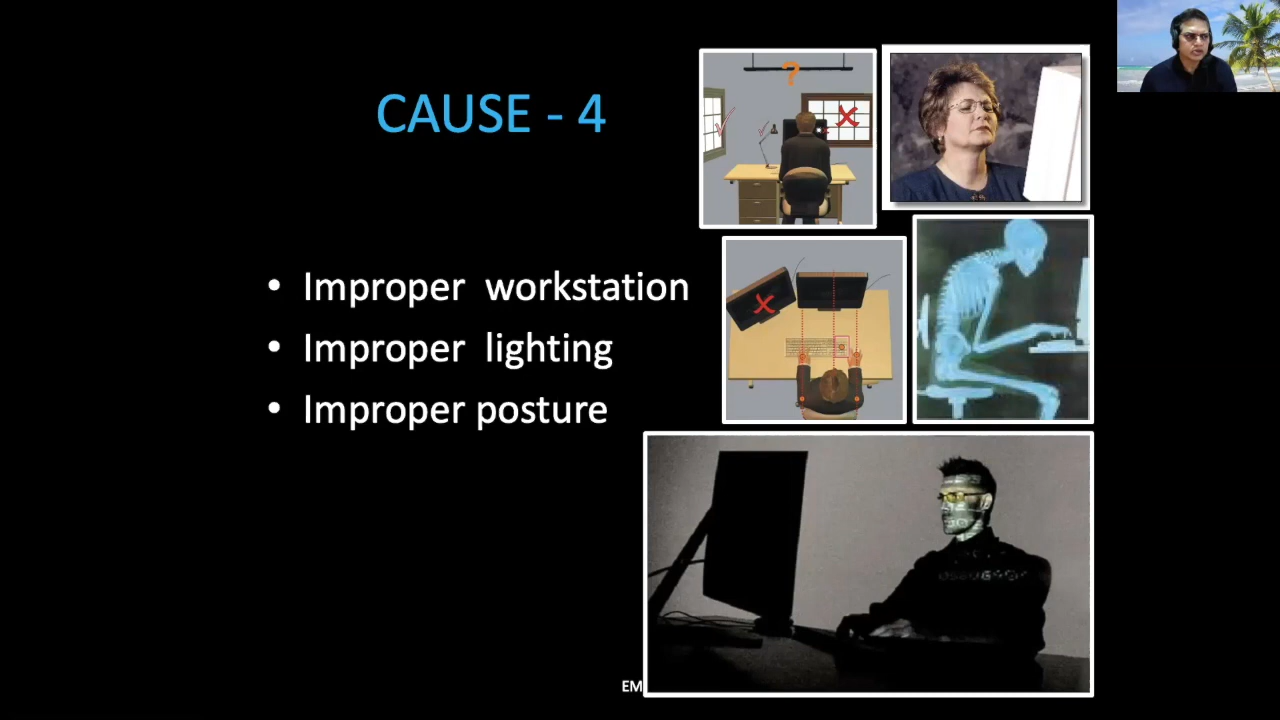 CAUSE - 4
• Improper workstation
• Improper lighting
• Improper posture
?
EM